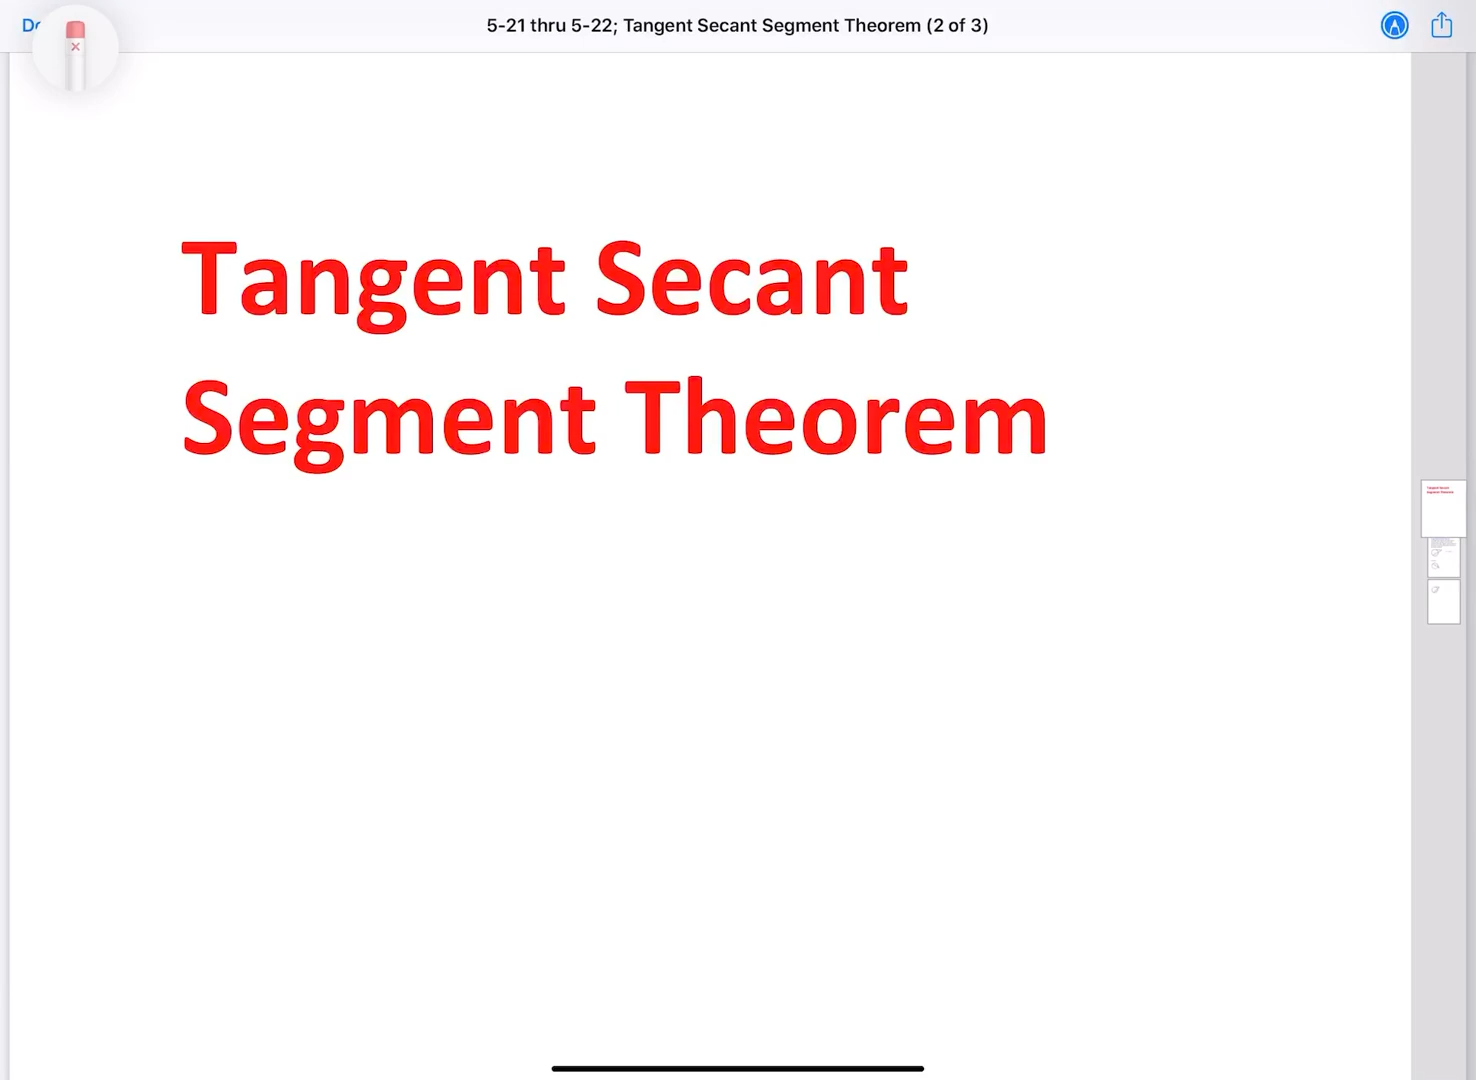 5-21 thru 5-22; Tangent Secant Segment Theorem (2 of 3)
Tangent Secant
Segment Theorem